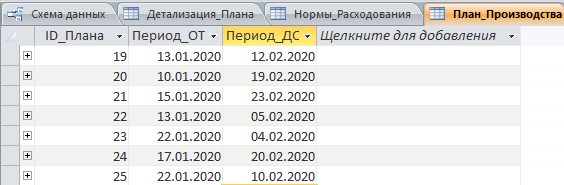 Схема данных Детализация_Плана Нормы_Расходования План_Производства
ID_Плана Период_ОТ Период_ДС Щелкните для добавления
19 13.01.2020 12.02.2020
20 10.01.2020 19.02.2020
21 15.01.2020 23.02.2020
22 13.01.2020 05.02.2020
23 22.01.2020 04.02.2020
24 17.01.2020 20.02.2020
25 22.01.2020 10.02.2020